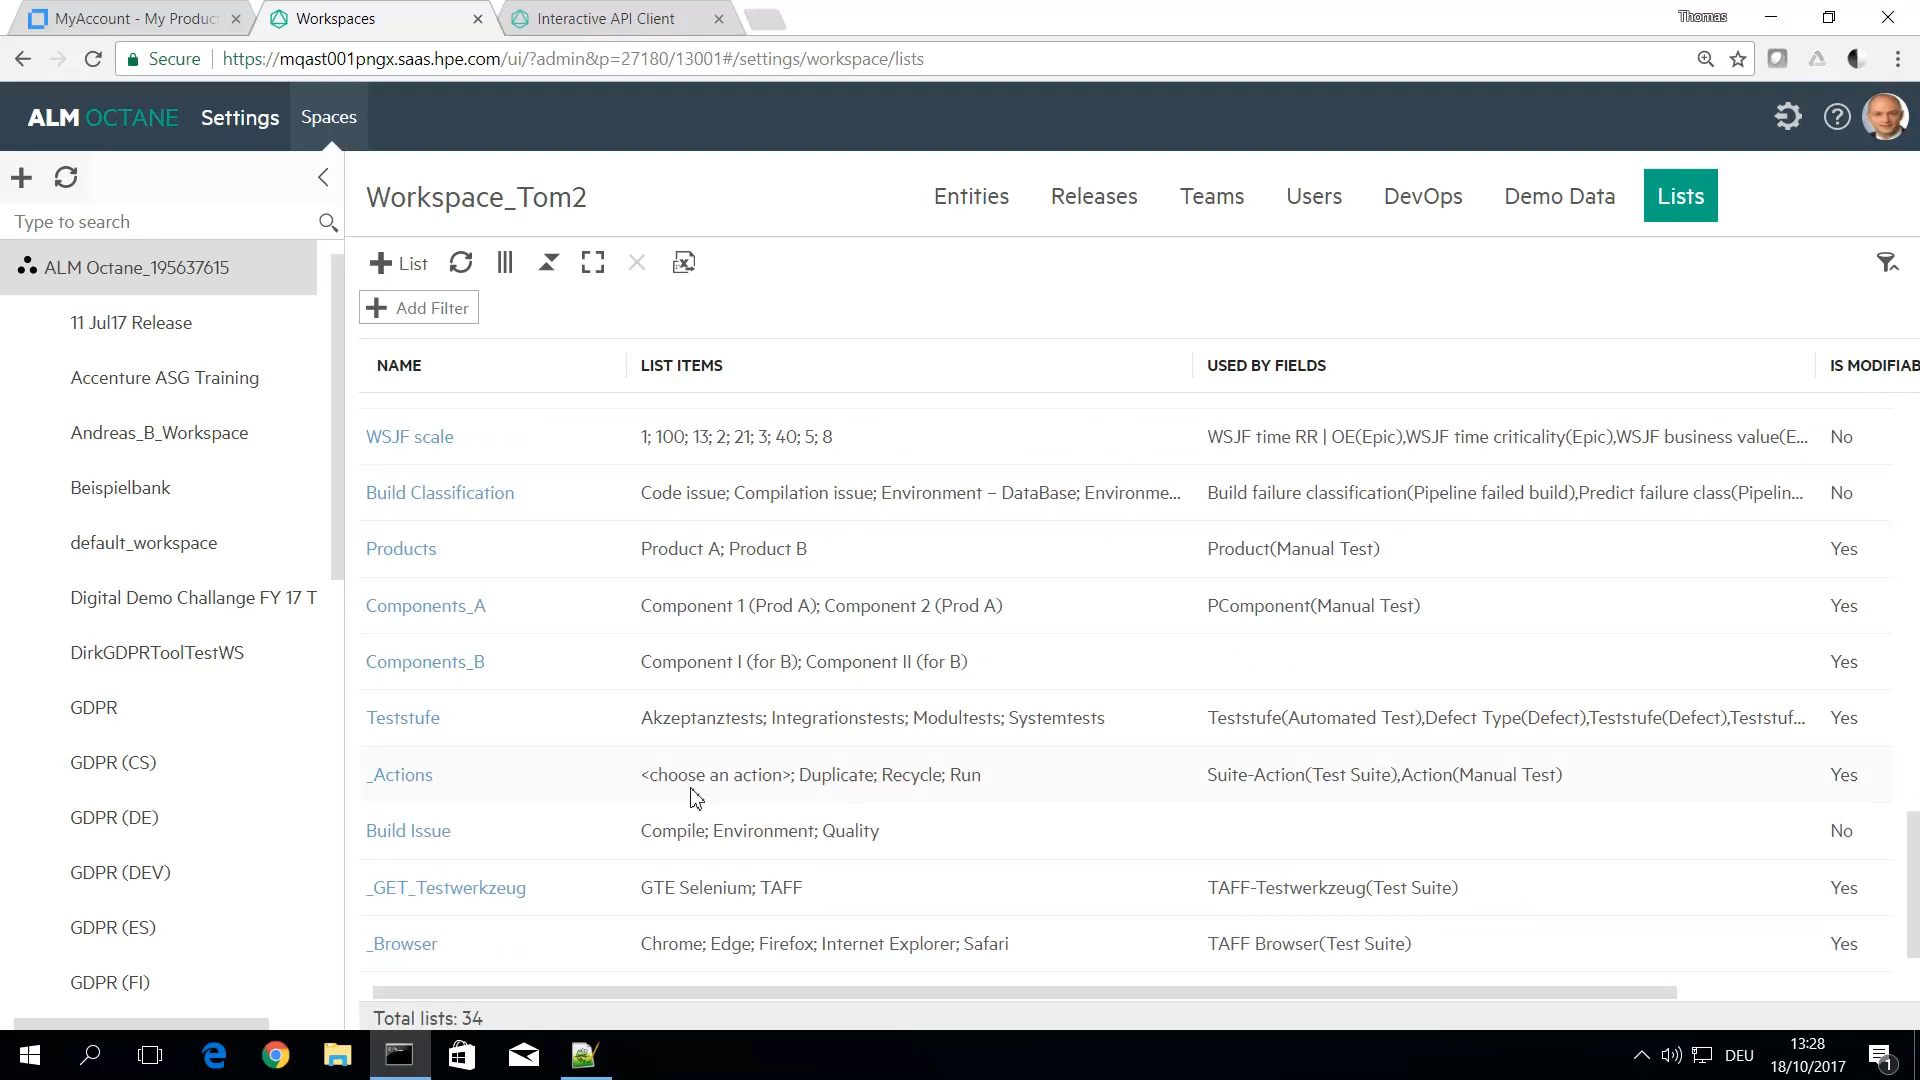 MyAccount - My Produc
Workspaces
Interactive API Client
Thomas
Secure
https://mqast001pngx.saas.hpe.com/ui/?admin&p=27180/13001#/settings/workspace/lists
ALM OCTANE
Settings
Spaces
Type to search
ALM Octane_195637615
11 Jul17 Release
Accenture ASG Training
Andreas_B_Workspace
Beispielbank
default_workspace
Digital Demo Challange FY 17 T
DirkGDPRToolTestWS
GDPR
GDPR (CS)
GDPR (DE)
GDPR (DEV)
GDPR (ES)
GDPR (FI)
Workspace_Tom2
Entities
Releases
Teams
Users
DevOps
Demo Data
Lists
List
Add Filter
NAME LIST ITEMS USED BY FIELDS IS MODIFIAB
WSJF scale 1; 100; 13; 2; 21; 3; 40; 5; 8 WSJF time RR | OE(Epic),WSJF time criticality(Epic),WSJF business value(E... No
Build Classification Code issue; Compilation issue; Environment – DataBase; Environme... Build failure classification(Pipeline failed build),Predict failure class(Pipelin... No
Products Product A; Product B Product(Manual Test) Yes
Components_A Component 1 (Prod A); Component 2 (Prod A) PComponent(Manual Test) Yes
Components_B Component I (for B); Component II (for B) Yes
Teststufe Akzeptanztests; Integrationstests; Modultests; Systemtests Teststufe(Automated Test),Defect Type(Defect),Teststufe(Defect),Teststuf... Yes
_Actions <choose an action>; Duplicate; Recycle; Run Suite-Action(Test Suite),Action(Manual Test) Yes
Build Issue Compile; Environment; Quality No
_GET_Testwerkzeug GTE Selenium; TAFF TAFF-Testwerkzeug(Test Suite) Yes
_Browser Chrome; Edge; Firefox; Internet Explorer; Safari TAFF Browser(Test Suite) Yes
Total lists: 34
DEU
13:28
18/10/2017
1